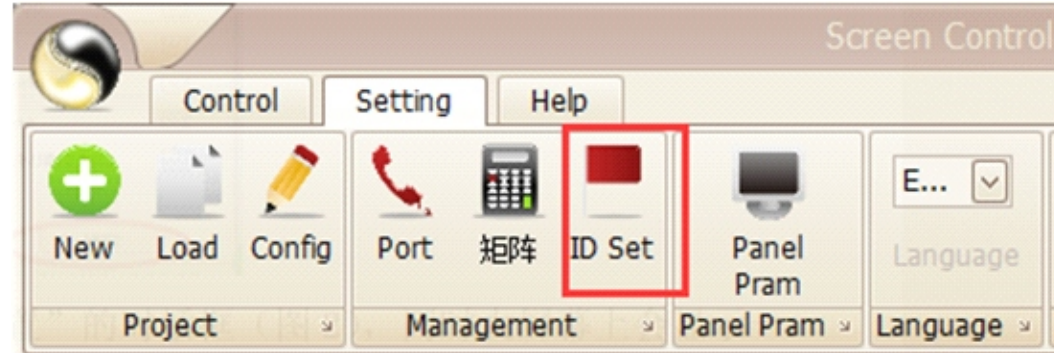 Screen Control
Control Setting Help
New Load Config Port 矩阵 ID Set Panel Pram E...
Language
Project Management Panel Pram Language